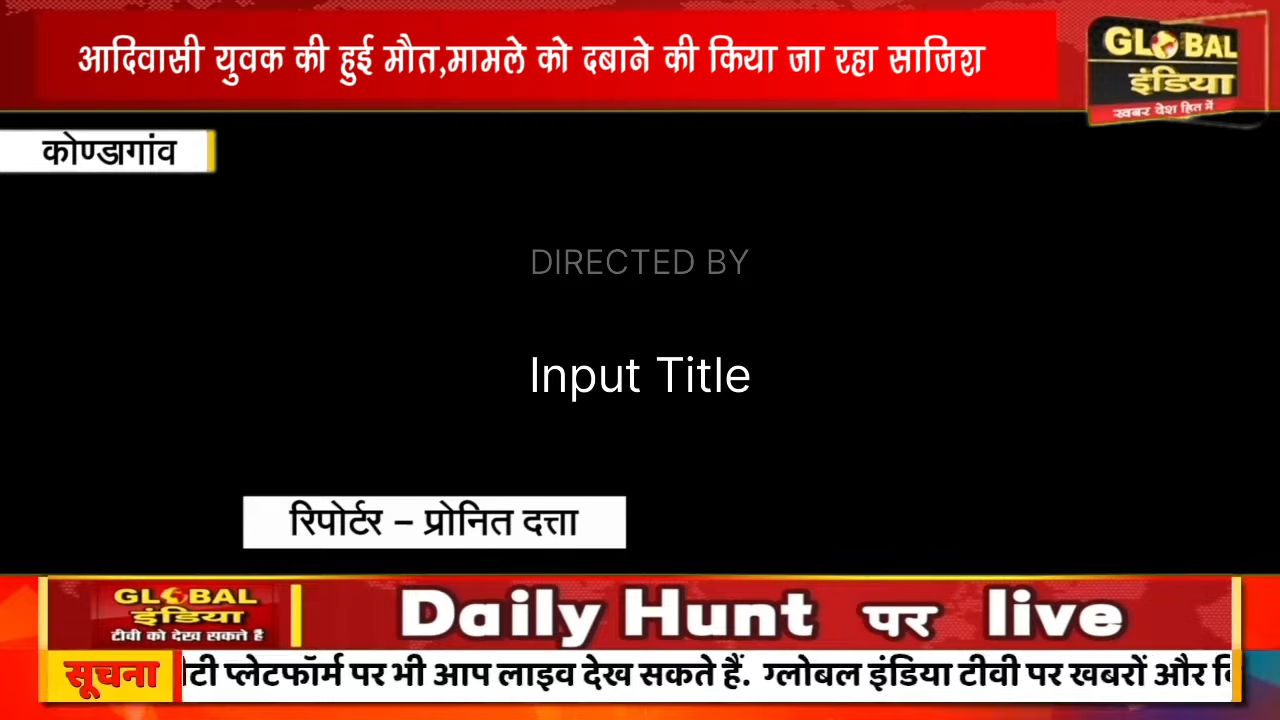 आदिवासी युवक की हुई मौत,मामले को दबाने की किया जा रहा साजिश
GLOBAL
इंडिया
खबर देश हित में
कोण्डागांव
DIRECTED BY
Input Title
रिपोर्टर – प्रोनित दत्ता
GLOBAL
इंडिया
टीवी को देख सकते है
Daily Hunt पर live
सूचना
प्लेटफॉर्म पर भी आप लाइव देख सकते हैं. ग्लोबल इंडिया टीवी पर खबरों और